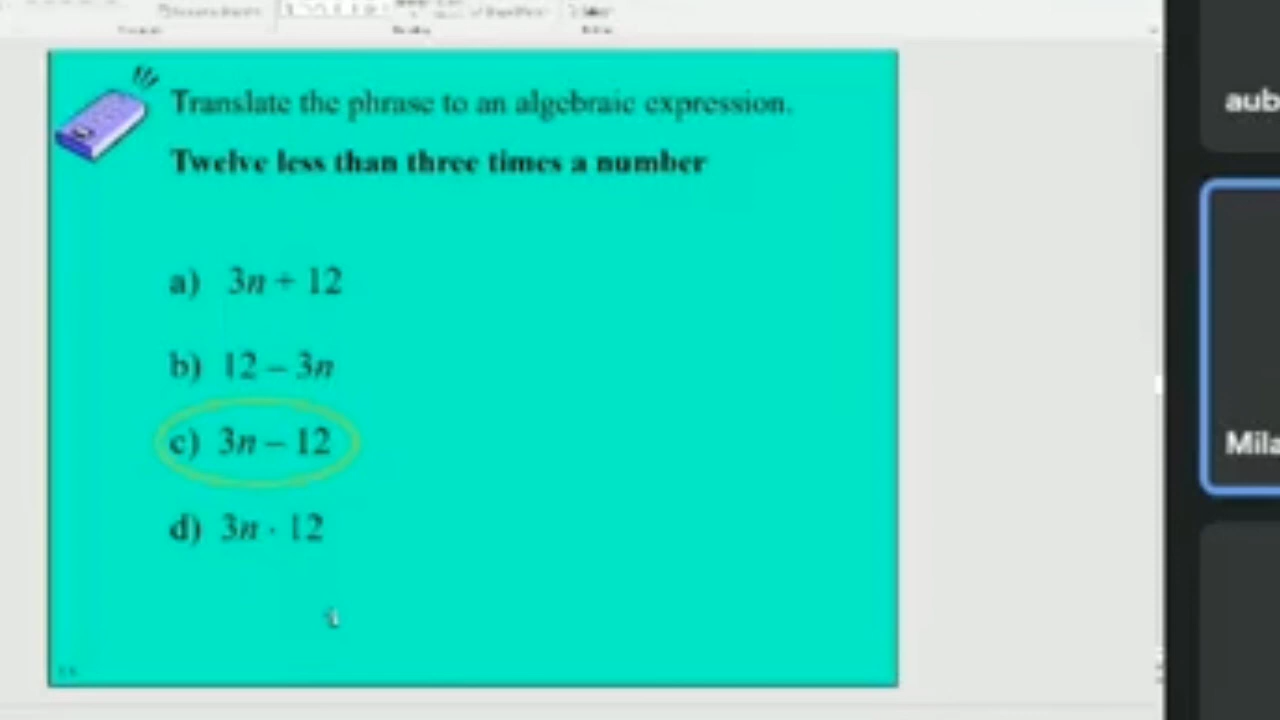 Translate the phrase to an algebraic expression.
Twelve less than three times a number
a) 3n + 12
b) 12 – 3n
c) 3n – 12
d) 3n · 12
aub
Mila